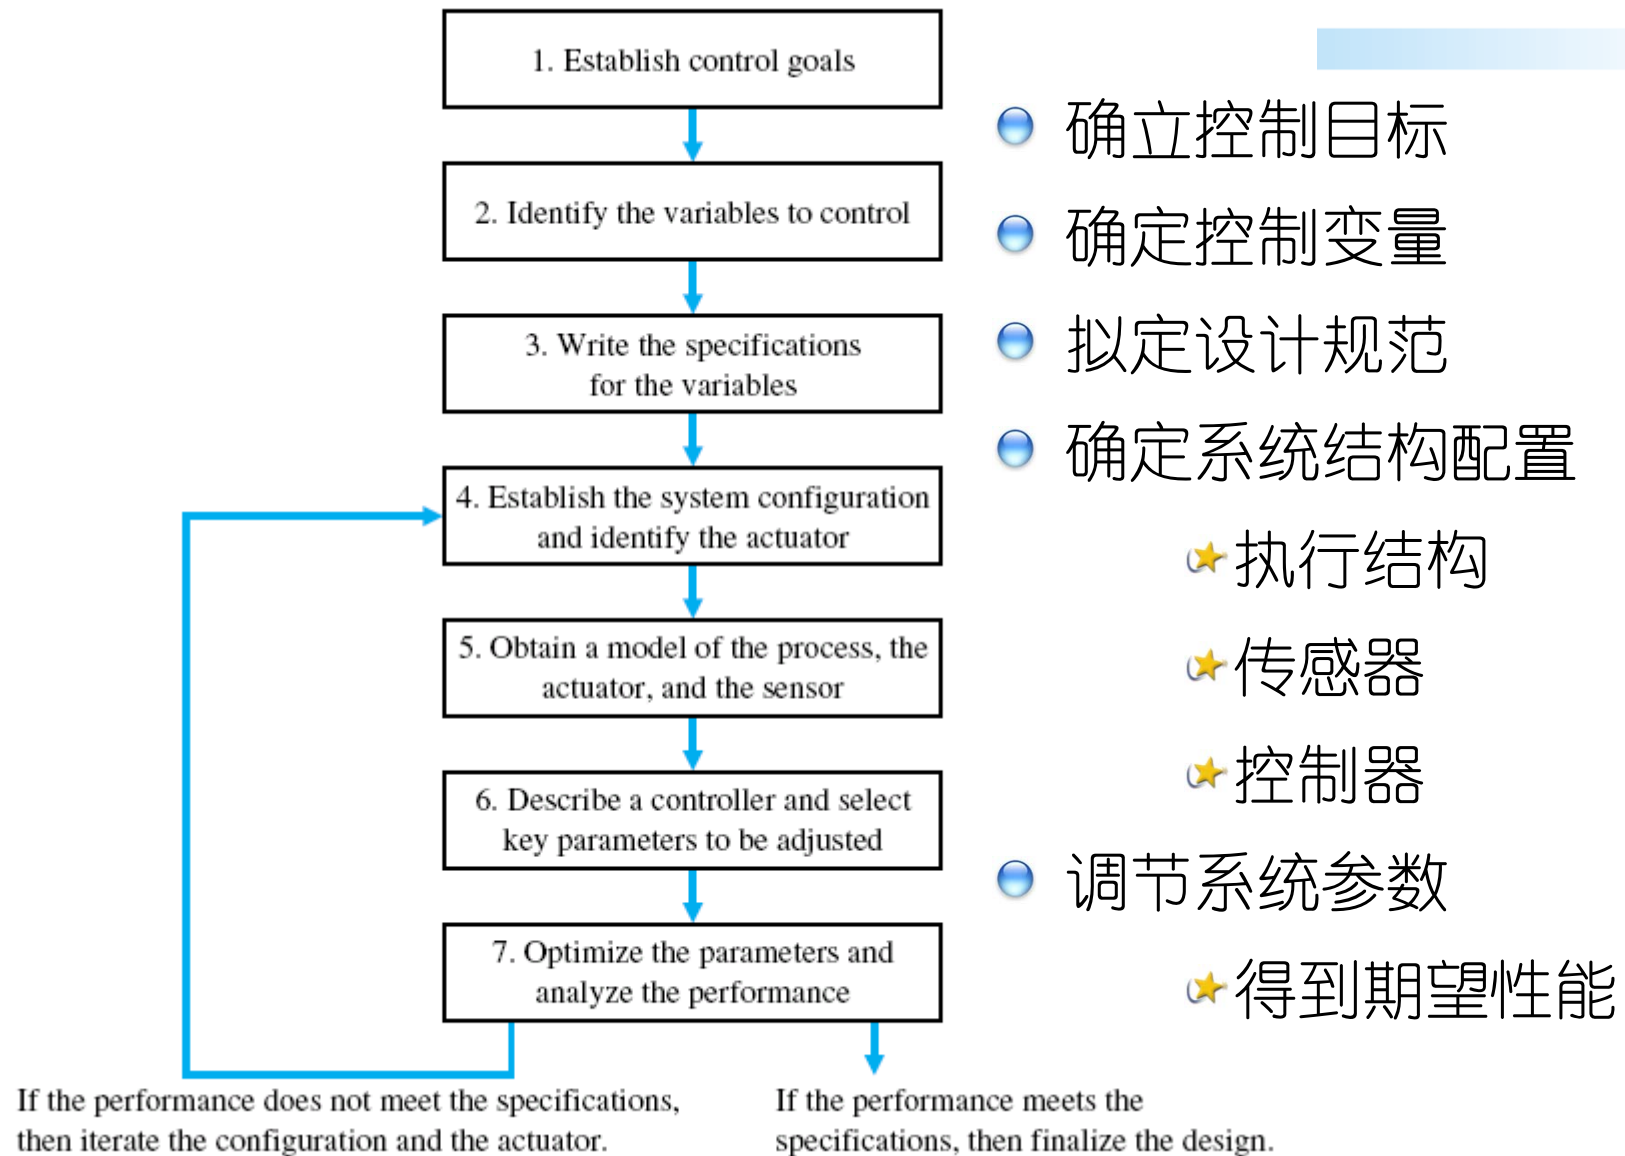 1. Establish control goals
2. Identify the variables to control
3. Write the specifications
for the variables
4. Establish the system configuration
and identify the actuator
5. Obtain a model of the process, the
actuator, and the sensor
6. Describe a controller and select
key parameters to be adjusted
7. Optimize the parameters and
analyze the performance
If the performance does not meet the specifications,
then iterate the configuration and the actuator.
If the performance meets the
specifications, then finalize the design.
确立控制目标
确定控制变量
拟定设计规范
确定系统结构配置
执行结构
传感器
控制器
调节系统参数
得到期望性能